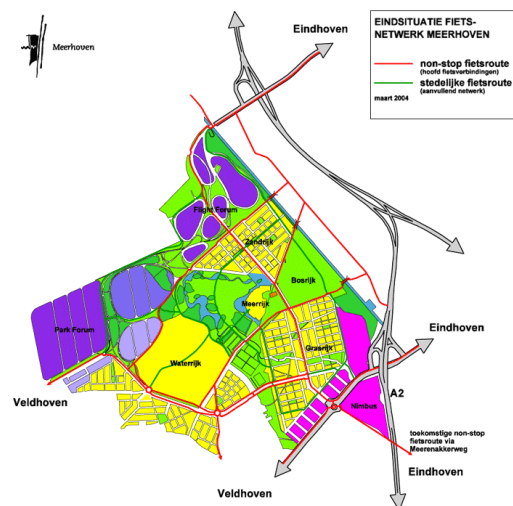 Meerhoven
Eindhoven
EINDSITUATIE FIETS-
NETWERK MEERHOVEN
non-stop fietsroute
(hoofd fietsverbindingen)
stedelijke fietsroute
(aanvullend netwerk)
maart 2004
Flight Forum
Zandrijk
Bosrijk
Meerrijk
Park Forum
Waterrijk
Grasrijk
Eindhoven
Veldhoven
A2
Nimbus
toekomstige non-stop
fietsroute via
Meerenakkerweg
Eindhoven
Veldhoven